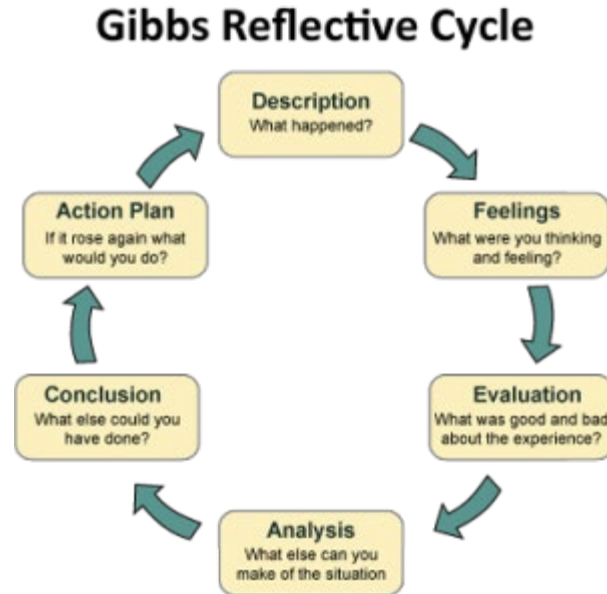 Gibbs Reflective Cycle
Description
What happened?
Feelings
What were you thinking
and feeling?
Evaluation
What was good and bad
about the experience?
Analysis
What else can you
make of the situation
Conclusion
What else could you
have done?
Action Plan
If it rose again what
would you do?